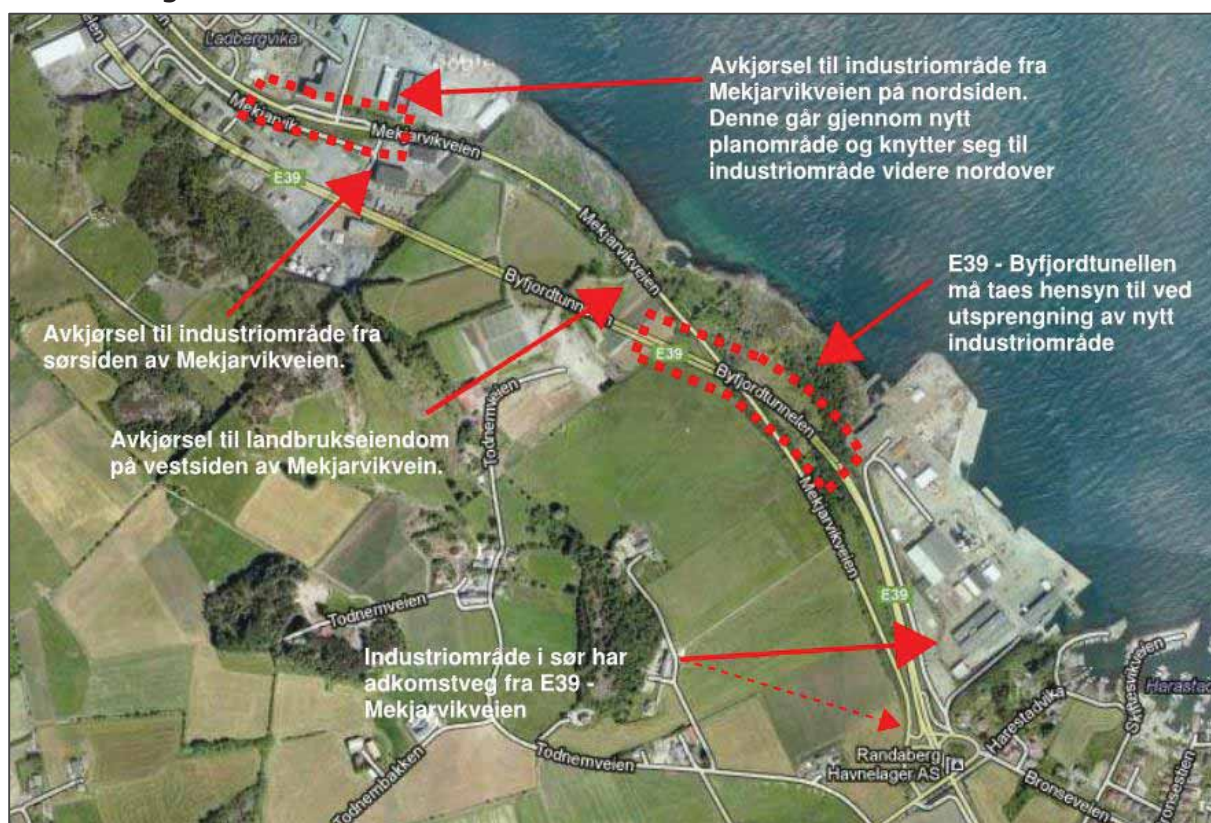 Ladbergvika
Avkjørsel til industriområde fra
Mekjarvikveien på nordsiden.
Denne går gjennom nytt
planområde og knytter seg til
industriområde videre nordover
Mekjarvik
Mekjarvikveien
E39
Mekjarvikveien
E39 - Byfjordtunellen
må taes hensyn til ved
utsprengning av nytt
industriområde
Byfjordtunnelen
Avkjørsel til industriområde fra
sørsiden av Mekjarvikveien.
E39
Byfjordtunnelen
Avkjørsel til landbrukseiendom
på vestsiden av Mekjarvikvein.
Todnemveien
Mekjarvikveien
E39
Todnemveien
Industriområde i sør har
adkomstveg fra E39 -
Mekjarvikveien
Harestadvika
Skiftesvikveien
Todnemveien
Randaberg
Havnelager AS
Todnembakken
Bronseveien